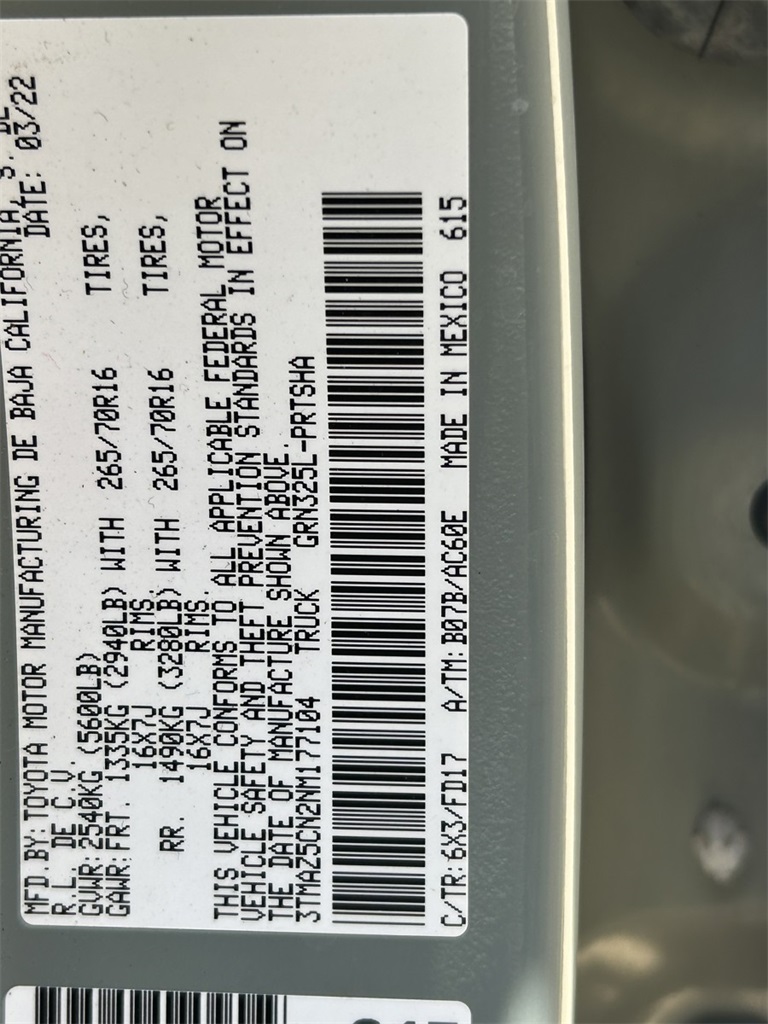 MFD.BY:TOYOTA MOTOR MANUFACTURING DE BAJA CALIFORNIA, S. DE
R.L. DE C.V. DATE: 03/22
GVWR:2540KG (5600LB)
GAWR:FRT. 1335KG (2940LB) WITH 265/70R16 TIRES,
16X7J RIMS.
RR. 1490KG (3280LB) WITH 265/70R16 TIRES,
16X7J RIMS.
THIS VEHICLE CONFORMS TO ALL APPLICABLE FEDERAL MOTOR
VEHICLE SAFETY AND THEFT PREVENTION STANDARDS IN EFFECT ON
THE DATE OF MANUFACTURE SHOWN ABOVE.
3TMAZ5CN2NM177104 TRUCK GRN325L-PRTSHA
C/TR:6X3/FD17 A/TM:B07B/AC60E MADE IN MEXICO 615